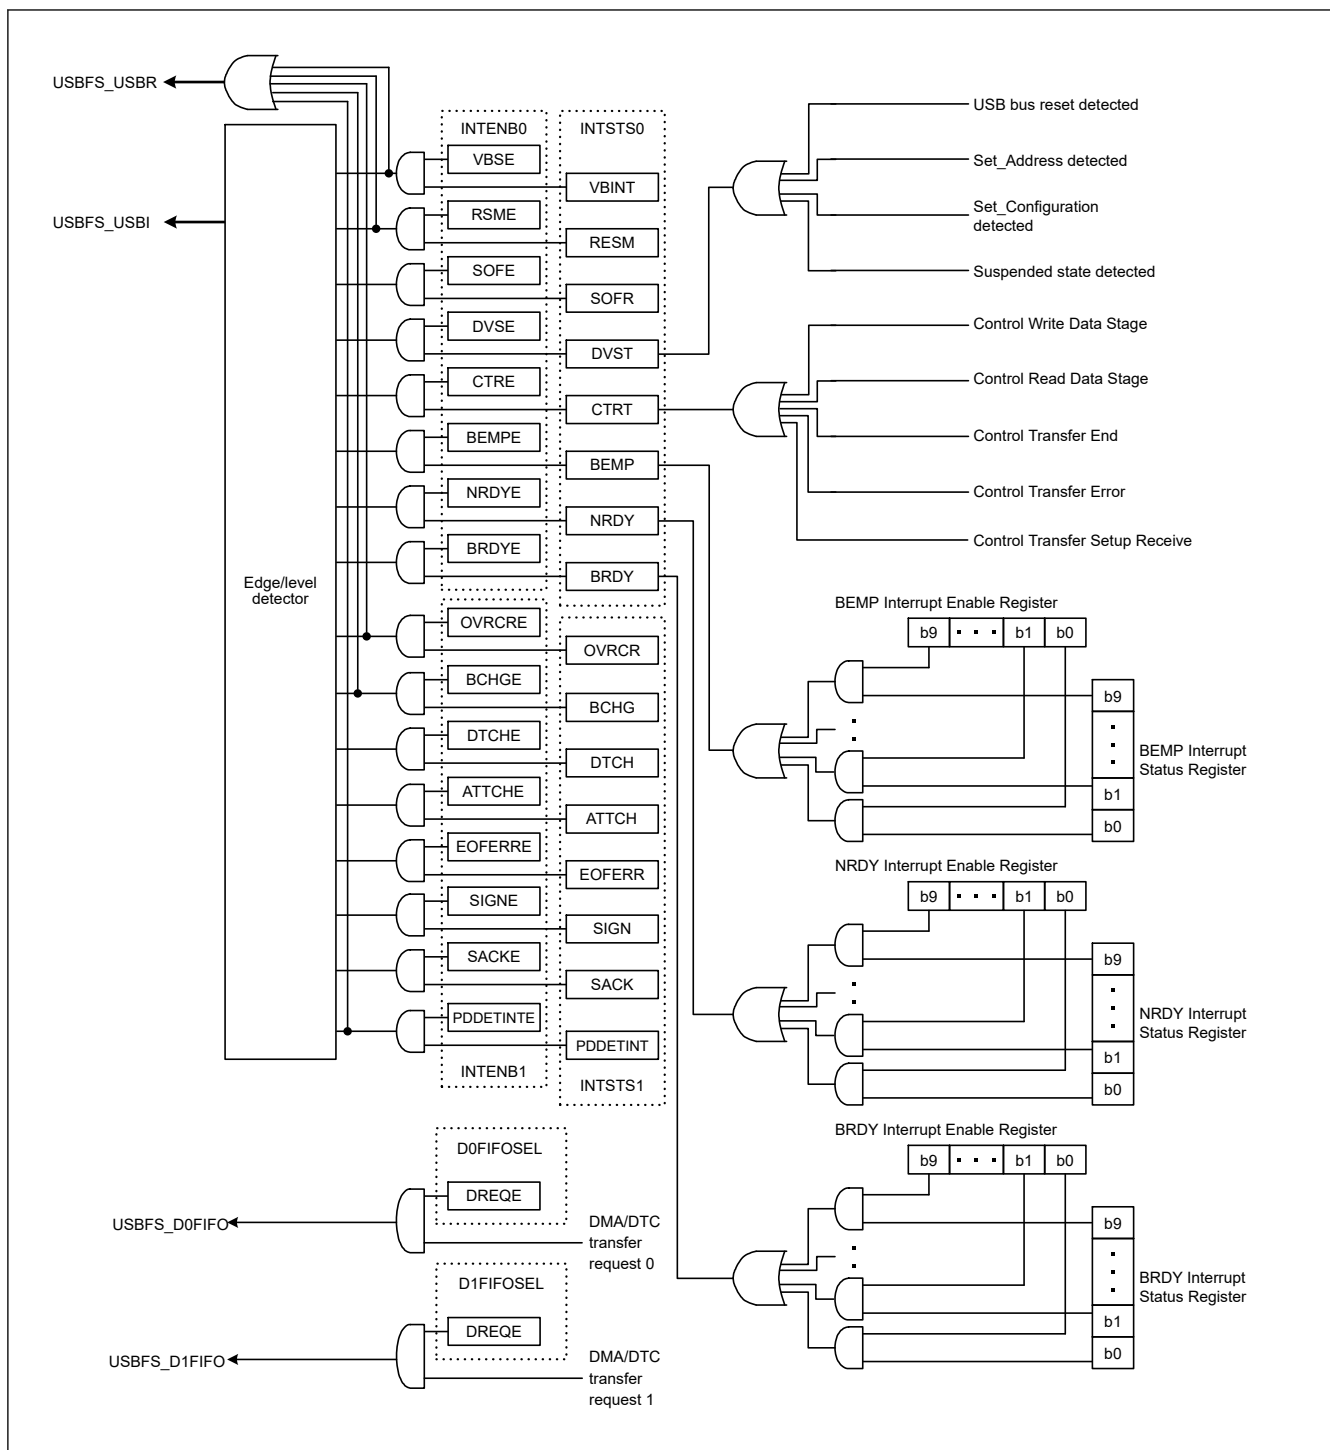 USBFS_USBR
USBFS_USBI
Edge/level
detector
INTENB0
VBSE
RSME
SOFE
DVSE
CTRE
BEMPE
NRDYE
BRDYE
OVRCRE
BCHGE
DTCHE
ATTCHE
EOFERRE
SIGNE
SACKE
PDDETINTE
INTENB1
INTSTS0
VBINT
RESM
SOFR
DVST
CTRT
BEMP
NRDY
BRDY
OVRCR
BCHG
DTCH
ATTCH
EOFERR
SIGN
SACK
PDDETINT
INTSTS1
USB bus reset detected
Set_Address detected
Set_Configuration
detected
Suspended state detected
Control Write Data Stage
Control Read Data Stage
Control Transfer End
Control Transfer Error
Control Transfer Setup Receive
BEMP Interrupt Enable Register
b9 · · · b1 b0
b9
b1
b0
BEMP Interrupt
Status Register
NRDY Interrupt Enable Register
b9 · · · b1 b0
b9
b1
b0
NRDY Interrupt
Status Register
BRDY Interrupt Enable Register
b9 · · · b1 b0
b9
b1
b0
BRDY Interrupt
Status Register
D0FIFOSEL
DREQE
USBFS_D0FIFO
DMA/DTC
transfer
request 0
D1FIFOSEL
DREQE
USBFS_D1FIFO
DMA/DTC
transfer
request 1